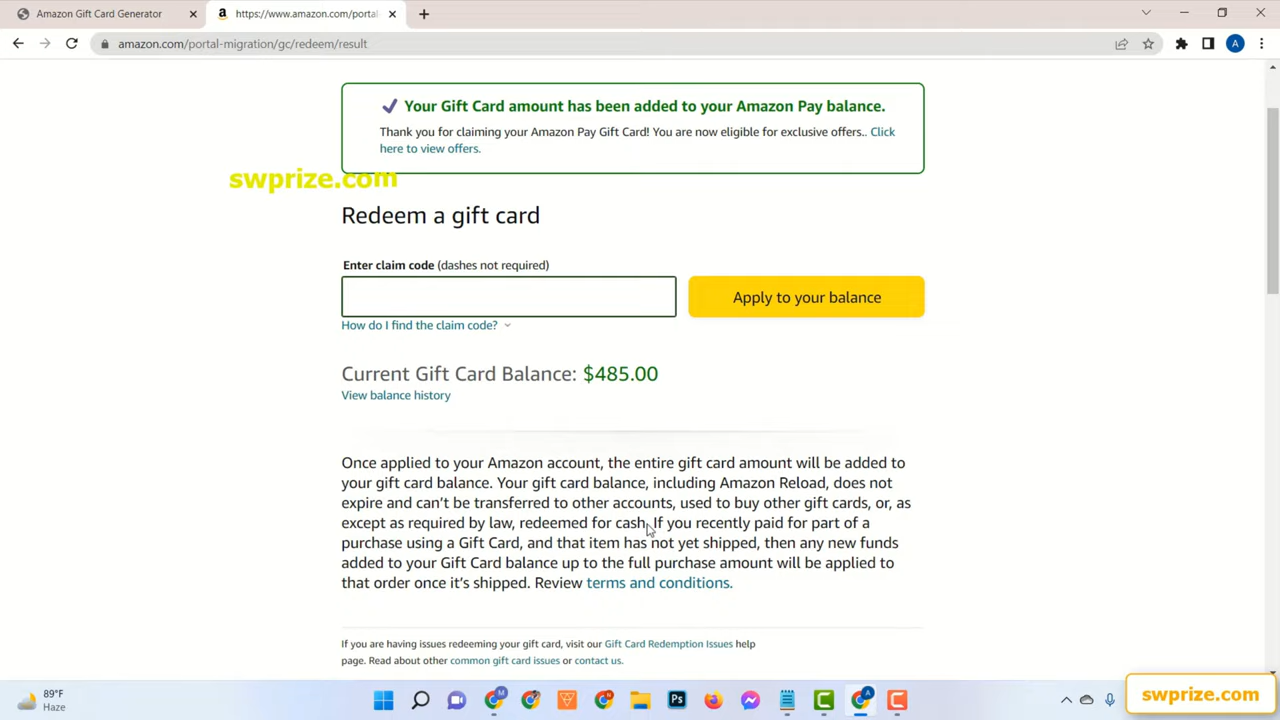 Amazon Gift Card Generator
https://www.amazon.com/portal
amazon.com/portal-migration/gc/redeem/result
A
Your Gift Card amount has been added to your Amazon Pay balance.
Thank you for claiming your Amazon Pay Gift Card! You are now eligible for exclusive offers.. Click
here to view offers.
swprize.com
Redeem a gift card
Enter claim code (dashes not required)
Apply to your balance
How do I find the claim code?
Current Gift Card Balance: $485.00
View balance history
Once applied to your Amazon account, the entire gift card amount will be added to
your gift card balance. Your gift card balance, including Amazon Reload, does not
expire and can’t be transferred to other accounts, used to buy other gift cards, or, as
except as required by law, redeemed for cash. If you recently paid for part of a
purchase using a Gift Card, and that item has not yet shipped, then any new funds
added to your Gift Card balance up to the full purchase amount will be applied to
that order once it’s shipped. Review terms and conditions.
If you are having issues redeeming your gift card, visit our Gift Card Redemption Issues help
page. Read about other common gift card issues or contact us.
89°F
Haze
M
N
Ps
A
swprize.com